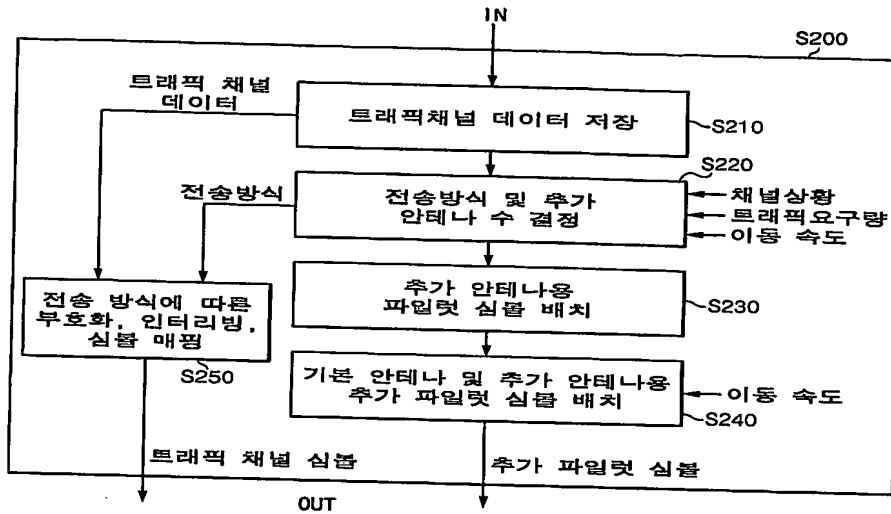 IN
S200
트래픽 채널
데이터
트래픽채널 데이터 저장
S210
S220
전송방식
전송방식 및 추가
안테나 수 결정
채널상황
트래픽요구량
이동 속도
추가 안테나용
파일럿 심볼 배치
S230
전송 방식에 따른
부호화, 인터리빙,
심볼 매핑
S250
기본 안테나 및 추가 안테나용
추가 파일럿 심볼 배치
이동 속도
S240
트래픽 채널 심볼
추가 파일럿 심볼
OUT